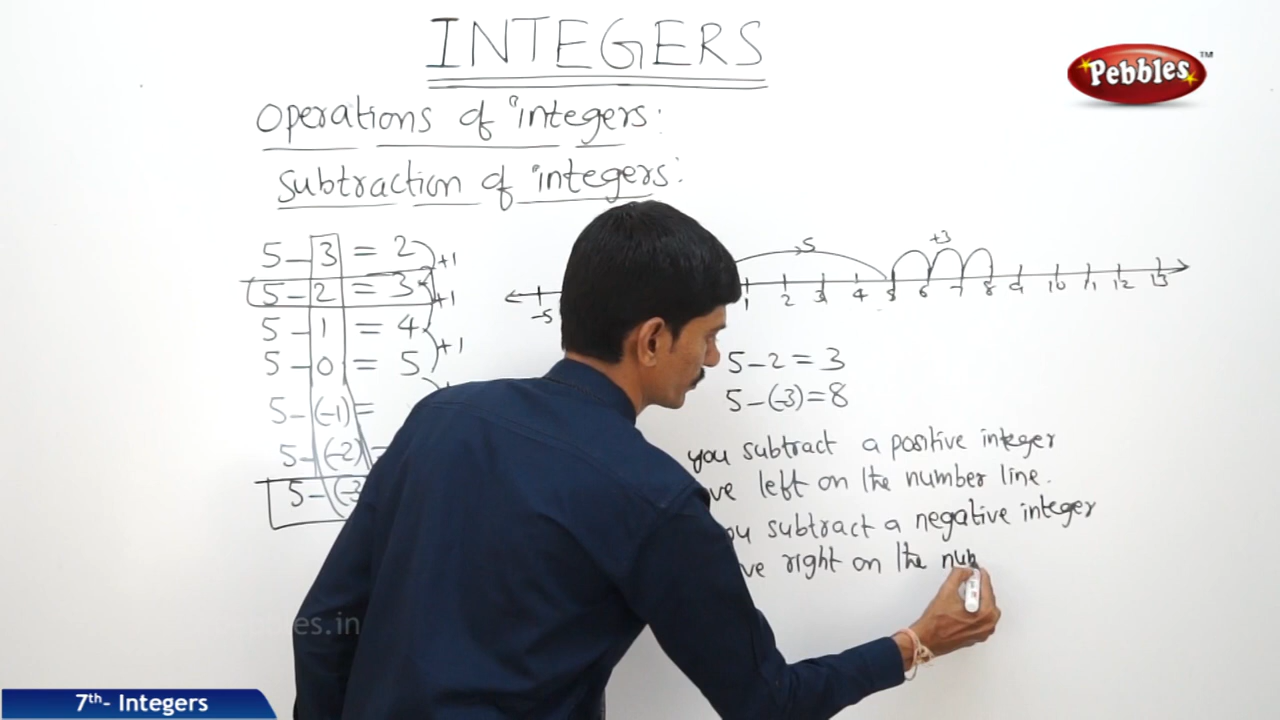 INTEGERS
Pebbles™
Operations of integers:
Subtraction of integers:
5-3 = 2
+1
5-2 = 3
+1
5-1 = 4
+1
5-0 = 5
5-(-1)=
5-(-2)
5-(-3
5
+3
-5 1 2 3 4 5 6 7 8 9 10 11 12 13
5-2=3
5-(-3)=8
you subtract a positive integer
left on the number line.
subtract a negative integer
right on the num
es.in
7th- Integers